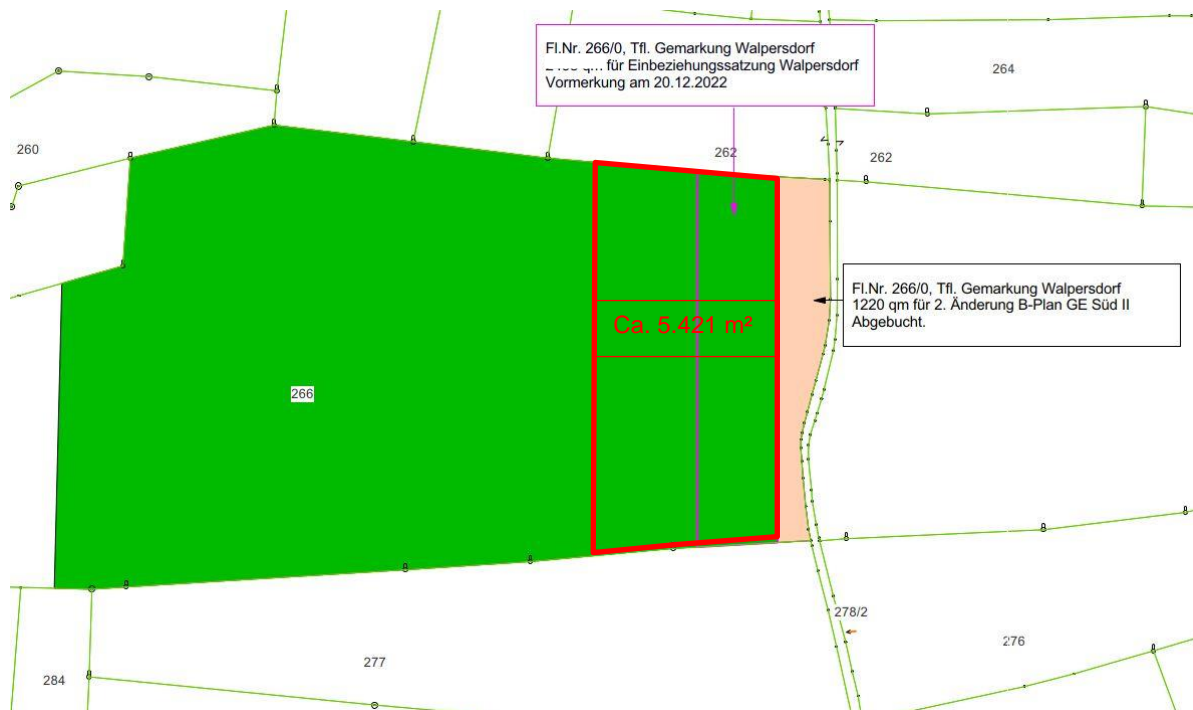 Fl.Nr. 266/0, Tfl. Gemarkung Walpersdorf
für Einbeziehungssatzung Walpersdorf
Vormerkung am 20.12.2022
264
260
262
262
Fl.Nr. 266/0, Tfl. Gemarkung Walpersdorf
1220 qm für 2. Änderung B-Plan GE Süd II
Abgebucht.
Ca. 5.421 m²
266
278/2
276
277
284